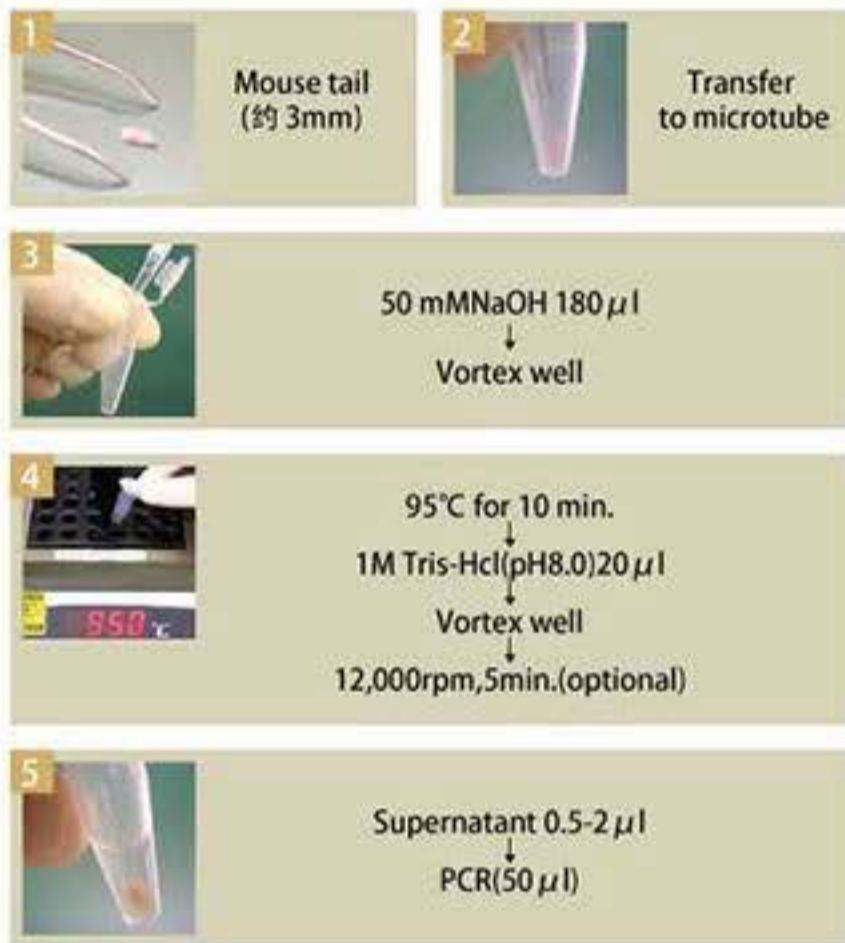 1
Mouse tail
(約 3mm)
2
Transfer
to microtube
3
50 mMNaOH 180μl
↓
Vortex well
4
95℃ for 10 min.
↓
1M Tris-Hcl(pH8.0)20μl
↓
Vortex well
↓
12,000rpm,5min.(optional)
950 ℃
5
Supernatant 0.5-2μl
↓
PCR(50μl)